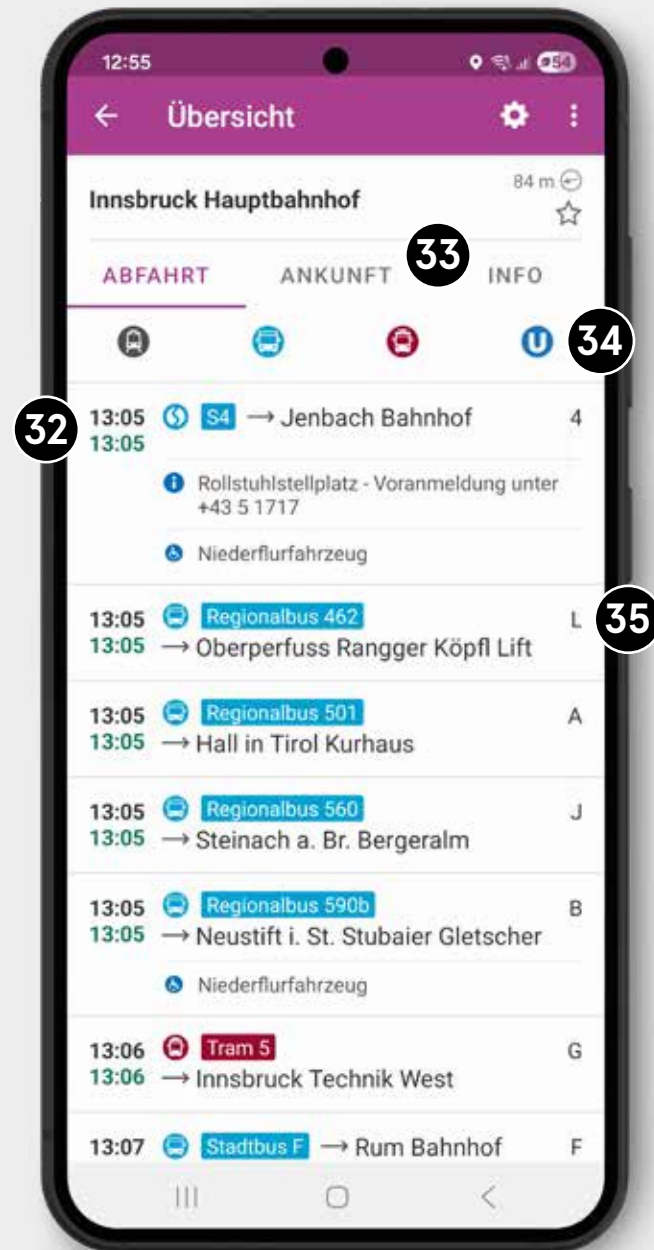 12:55
54
Übersicht
Innsbruck Hauptbahnhof
84 m
33
ABFAHRT ANKUNFT INFO
U 34
32
13:05 S4 → Jenbach Bahnhof 4
13:05
Rollstuhlstellplatz - Voranmeldung unter
+43 5 1717
Niederflurfahrzeug
13:05 Regionalbus 462 L 35
13:05 → Oberperfuss Rangger Köpfl Lift
13:05 Regionalbus 501 A
13:05 → Hall in Tirol Kurhaus
13:05 Regionalbus 560 J
13:05 → Steinach a. Br. Bergeralm
13:05 Regionalbus 590b B
13:05 → Neustift i. St. Stubaier Gletscher
Niederflurfahrzeug
13:06 Tram 5 G
13:06 → Innsbruck Technik West
13:07 Stadtbus F → Rum Bahnhof F